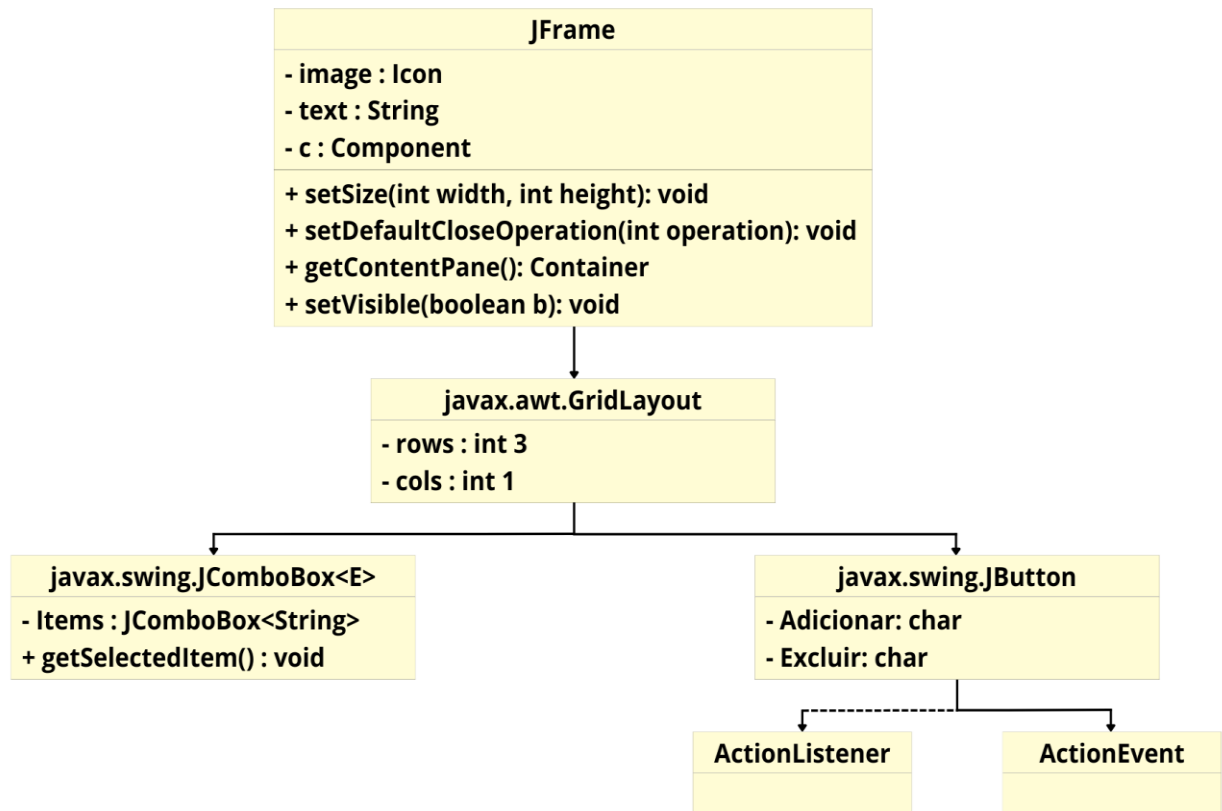 JFrame
- image : Icon
- text : String
- c : Component
+ setSize(int width, int height): void
+ setDefaultCloseOperation(int operation): void
+ getContentPane(): Container
+ setVisible(boolean b): void
javax.awt.GridLayout
- rows : int 3
- cols : int 1
javax.swing.JComboBox<E>
- Items : JComboBox<String>
+ getSelectedItem() : void
javax.swing.JButton
- Adicionar: char
- Excluir: char
ActionListener
ActionEvent